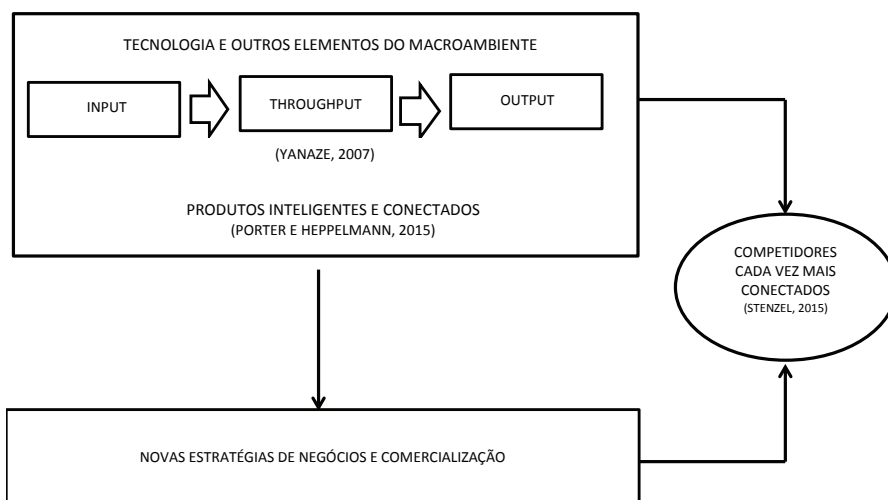 TECNOLOGIA E OUTROS ELEMENTOS DO MACROAMBIENTE
INPUT
THROUGHPUT
OUTPUT
(YANAZE, 2007)
PRODUTOS INTELIGENTES E CONECTADOS
(PORTER E HEPPELMANN, 2015)
COMPETIDORES
CADA VEZ MAIS
CONECTADOS
(STENZEL, 2015)
NOVAS ESTRATÉGIAS DE NEGÓCIOS E COMERCIALIZAÇÃO